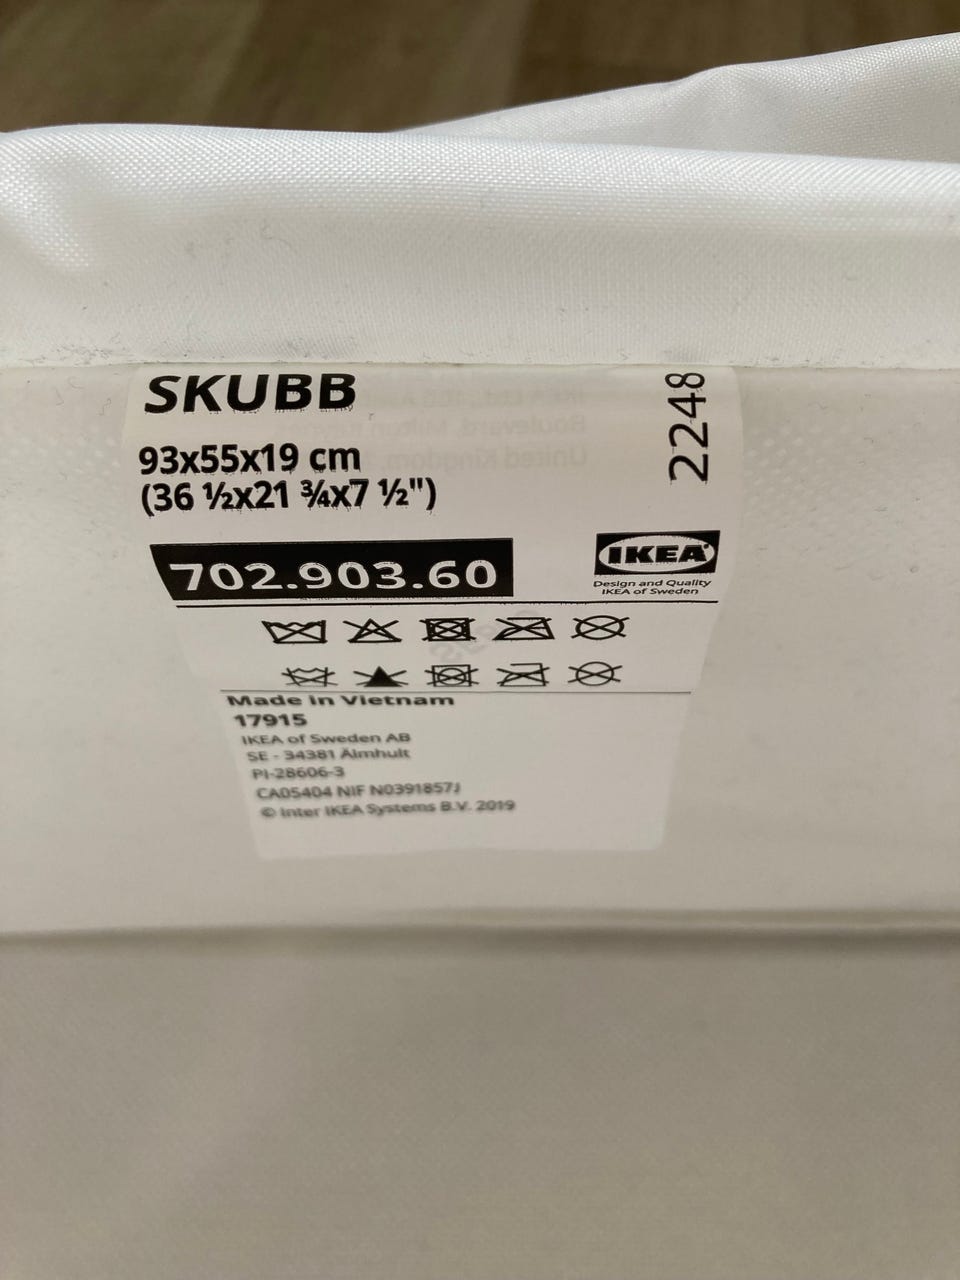 SKUBB
2248
93x55x19 cm
(36 ½x21 ¾x7 ½")
702.903.60
IKEA
Design and Quality
IKEA of Sweden
Made in Vietnam
17915
IKEA of Sweden AB
SE - 34381 Älmhult
PI-28606-3
CA05404 NIF N0391857J
© Inter IKEA Systems B.V. 2019